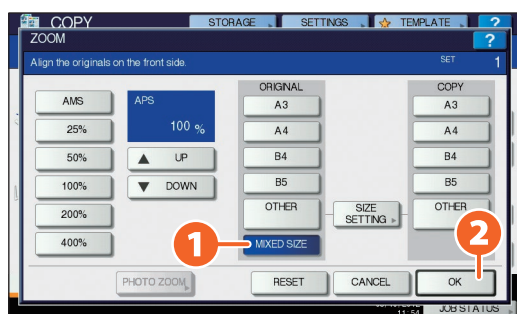 COPY
STORAGE
SETTINGS
TEMPLATE
?
ZOOM
?
Align the originals on the front side.
SET 1
ORIGINAL
COPY
AMS
APS
100 %
A3
A3
25%
A4
A4
50%
UP
B4
B4
100%
DOWN
B5
B5
200%
OTHER
SIZE
SETTING
OTHER
400%
1
MIXED SIZE
2
PHOTO ZOOM
RESET
CANCEL
OK
11:54
JOB STATUS